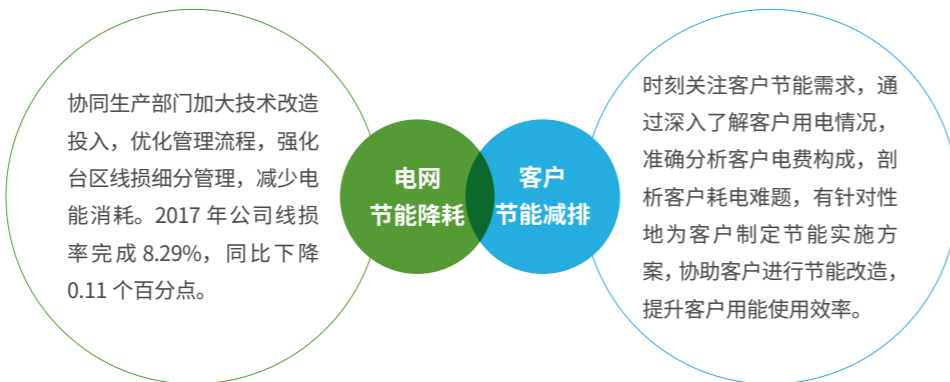 协同生产部门加大技术改造
投入，优化管理流程，强化
台区线损细分管理，减少电
能消耗。2017 年公司线损
率完成 8.29%，同比下降
0.11 个百分点。
电网
节能降耗
客户
节能减排
时刻关注客户节能需求，通
过深入了解客户用电情况，
准确分析客户电费构成，剖
析客户耗电难题，有针对性
地为客户制定节能实施方
案，协助客户进行节能改造，
提升客户用能使用效率。